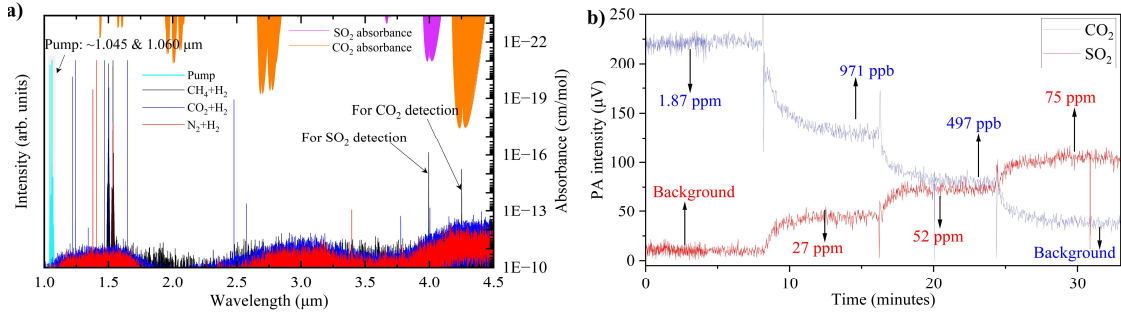 a)
Pump: ~1.045 & 1.060 μm
SO2 absorbance
CO2 absorbance
Pump
CH4+H2
CO2+H2
N2+H2
For CO2 detection
For SO2 detection
Intensity (arb. units)
1E−22
1E−19
1E−16
1E−13
1E−10
Absorbance (cm/mol)
1.0 1.5 2.0 2.5 3.0 3.5 4.0 4.5
Wavelength (μm)
b)
250
200
150
100
50
0
PA intensity (μV)
CO2
SO2
1.87 ppm
971 ppb
497 ppb
75 ppm
Background
27 ppm
52 ppm
Background
0 10 20 30
Time (minutes)